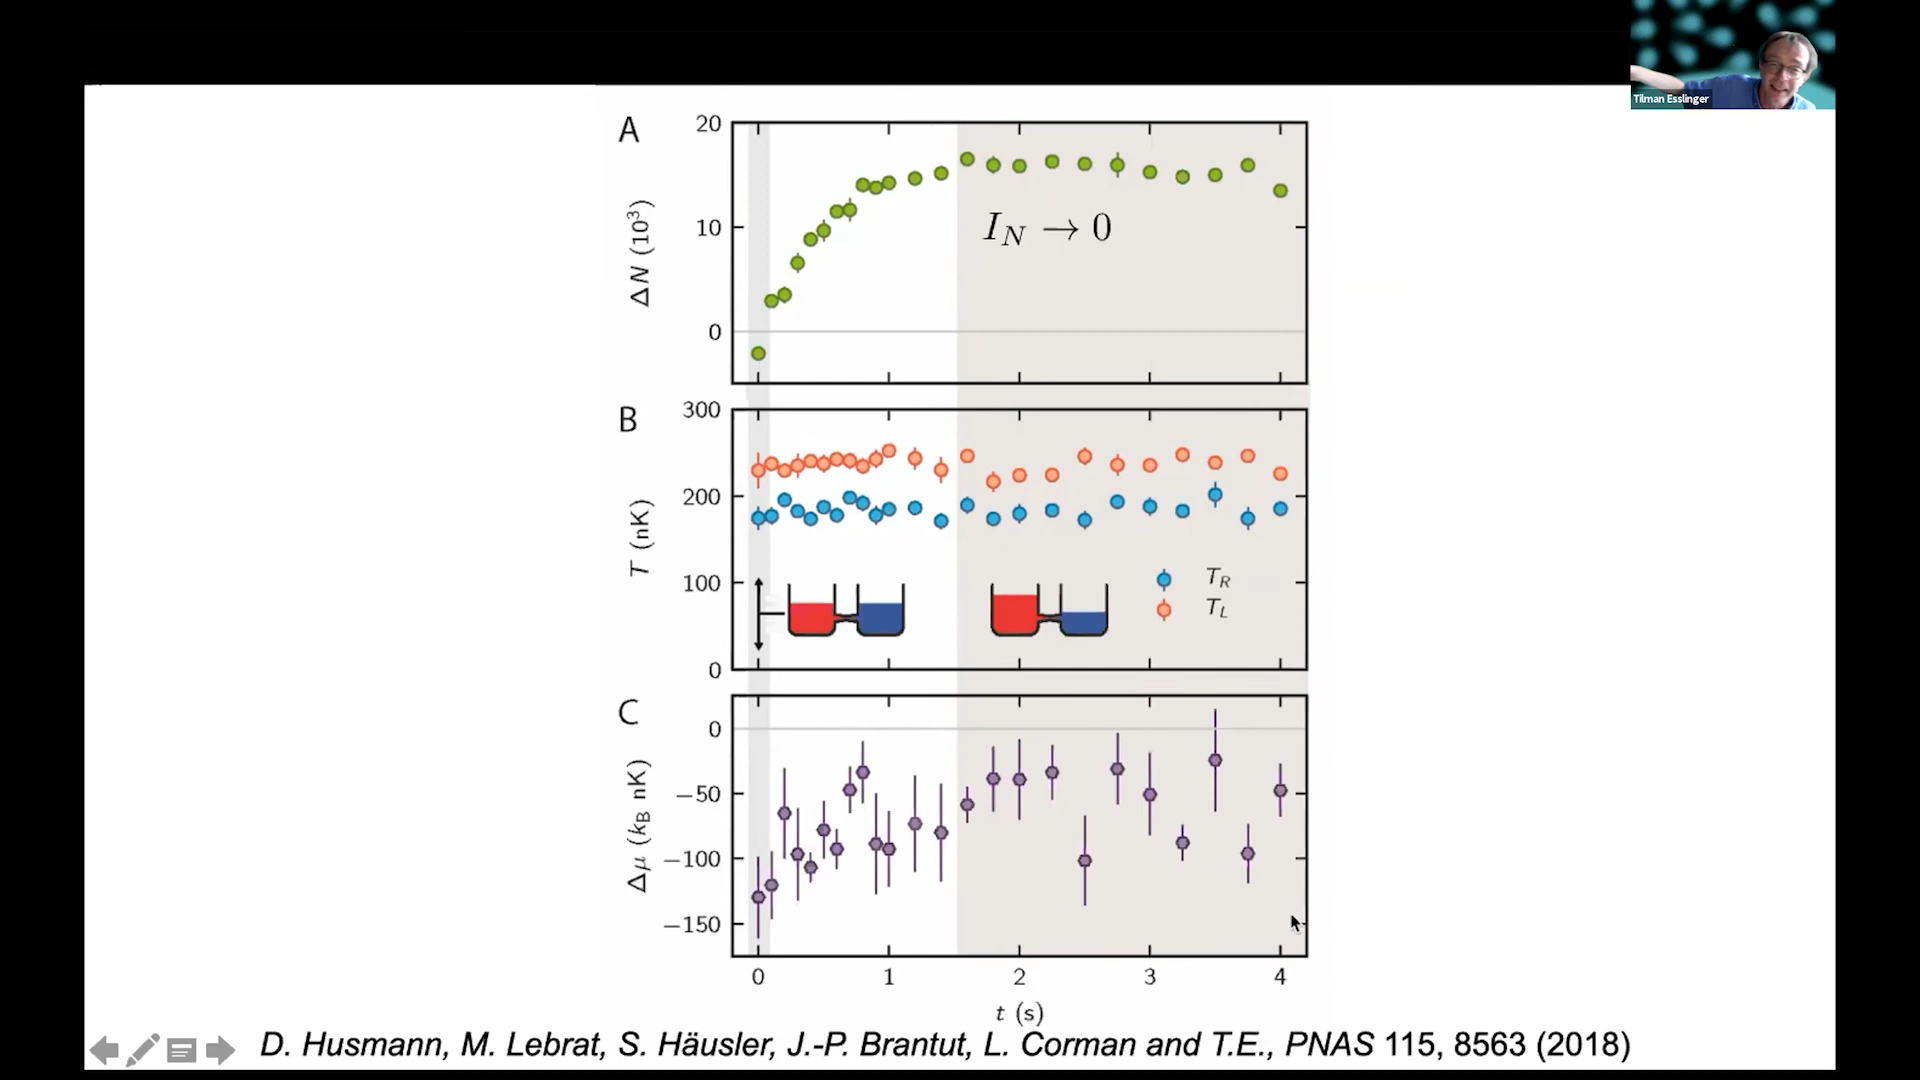 Tilman Esslinger
A
20
10
0
ΔN (10³)
I_N → 0
B
300
200
100
0
T (nK)
T_R
T_L
C
0
−50
−100
−150
Δμ (k_B nK)
0 1 2 3 4
t (s)
D. Husmann, M. Lebrat, S. Häusler, J.-P. Brantut, L. Corman and T.E., PNAS 115, 8563 (2018)